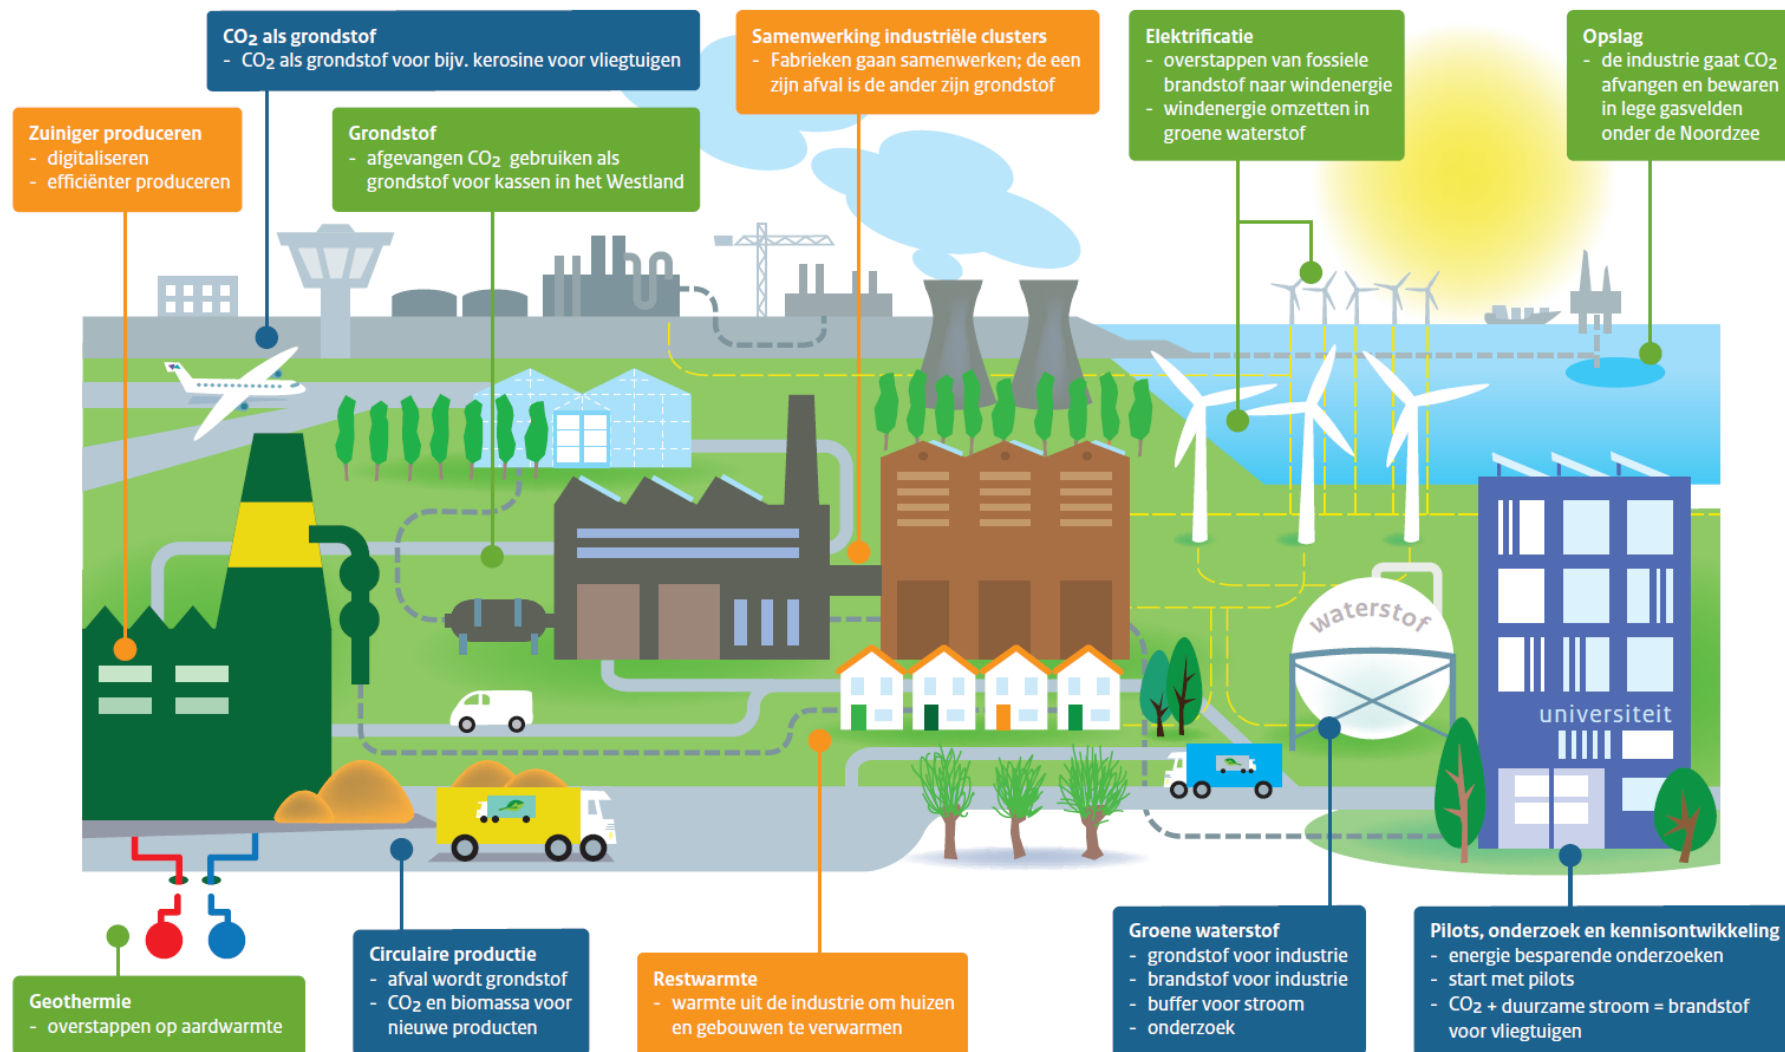 CO₂ als grondstof
- CO₂ als grondstof voor bijv. kerosine voor vliegtuigen
Samenwerking industriële clusters
- Fabrieken gaan samenwerken; de een
zijn afval is de ander zijn grondstof
Elektrificatie
- overstappen van fossiele
brandstof naar windenergie
- windenergie omzetten in
groene waterstof
Opslag
- de industrie gaat CO₂
afvangen en bewaren
in lege gasvelden
onder de Noordzee
Zuiniger produceren
- digitaliseren
- efficiënter produceren
Grondstof
- afgevangen CO₂ gebruiken als
grondstof voor kassen in het Westland
waterstof
universiteit
Geothermie
- overstappen op aardwarmte
Circulaire productie
- afval wordt grondstof
- CO₂ en biomassa voor
nieuwe producten
Restwarmte
- warmte uit de industrie om huizen
en gebouwen te verwarmen
Groene waterstof
- grondstof voor industrie
- brandstof voor industrie
- buffer voor stroom
- onderzoek
Pilots, onderzoek en kennisontwikkeling
- energie besparende onderzoeken
- start met pilots
- CO₂ + duurzame stroom = brandstof
voor vliegtuigen